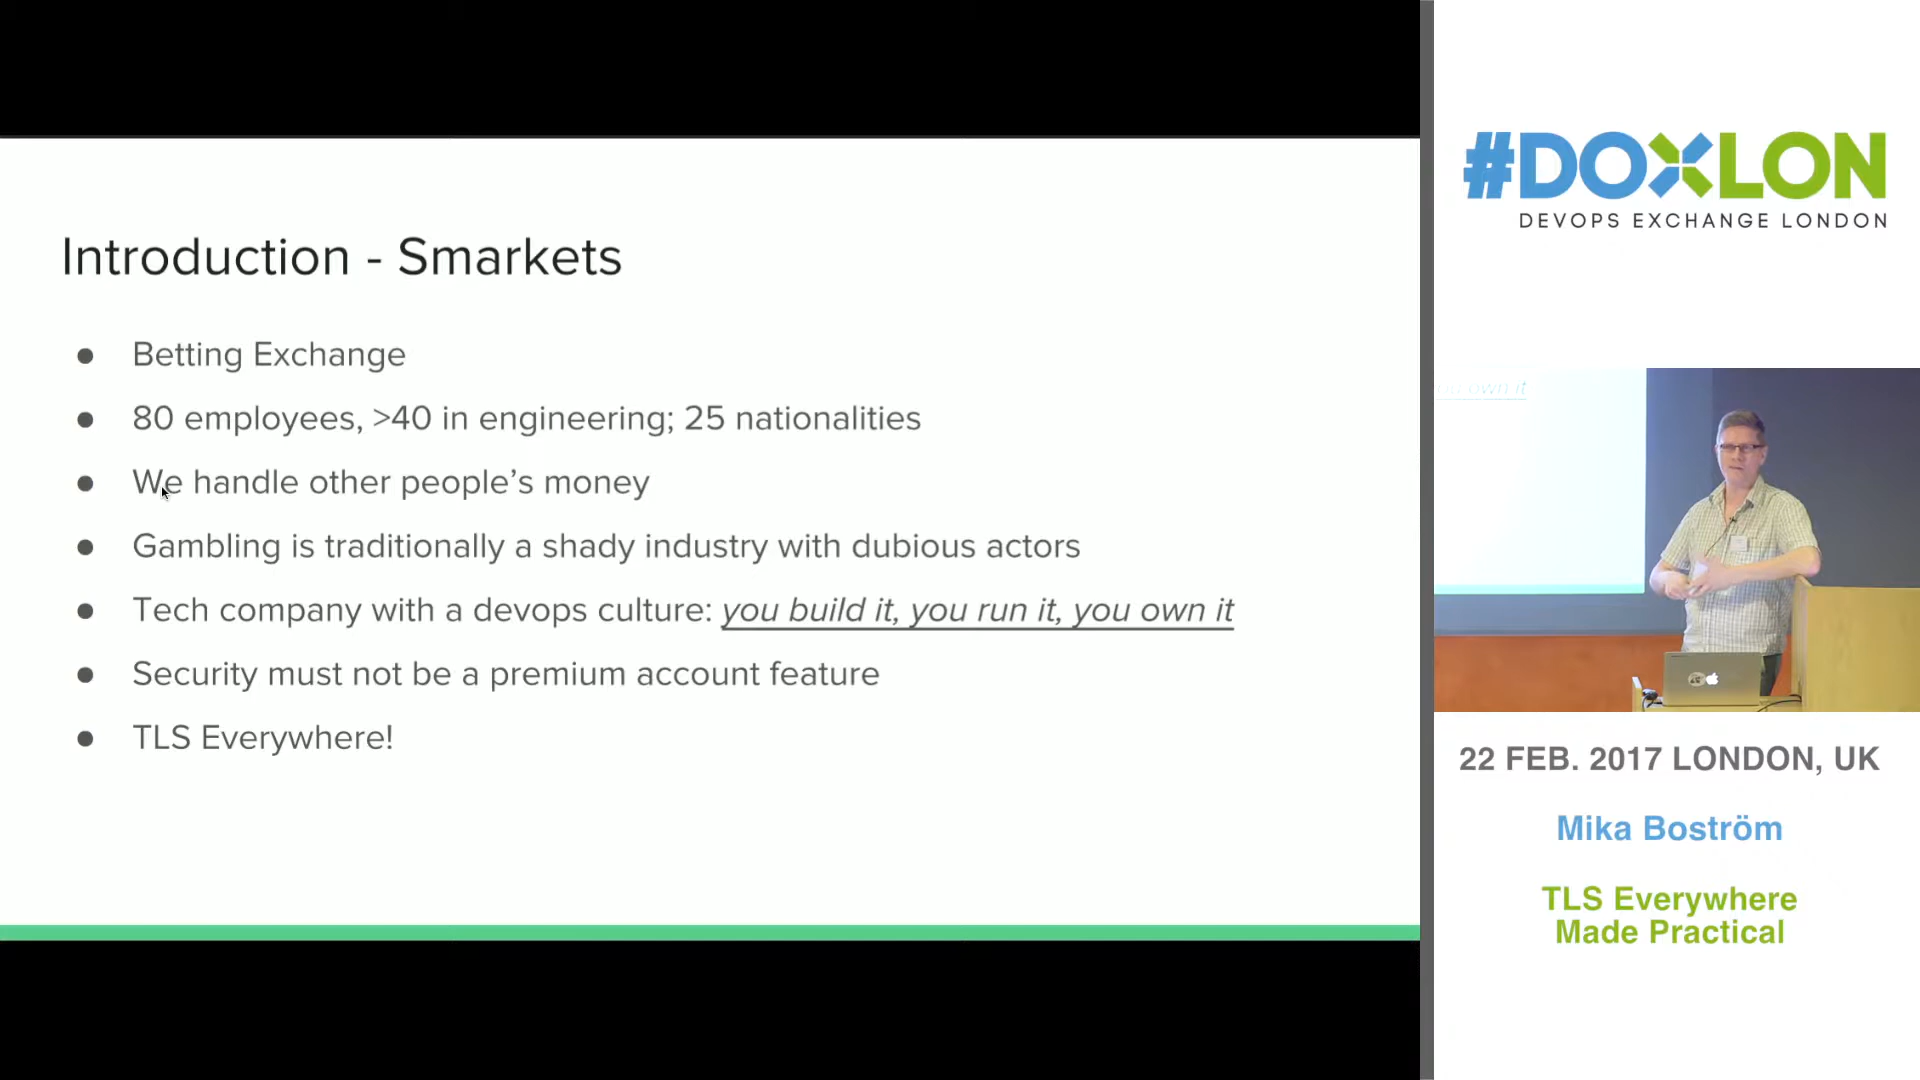 Introduction - Smarkets
● Betting Exchange
● 80 employees, >40 in engineering; 25 nationalities
● We handle other people’s money
● Gambling is traditionally a shady industry with dubious actors
● Tech company with a devops culture: you build it, you run it, you own it
● Security must not be a premium account feature
● TLS Everywhere!
#DOXLON
DEVOPS EXCHANGE LONDON
own it
22 FEB. 2017 LONDON, UK
Mika Boström
TLS Everywhere
Made Practical